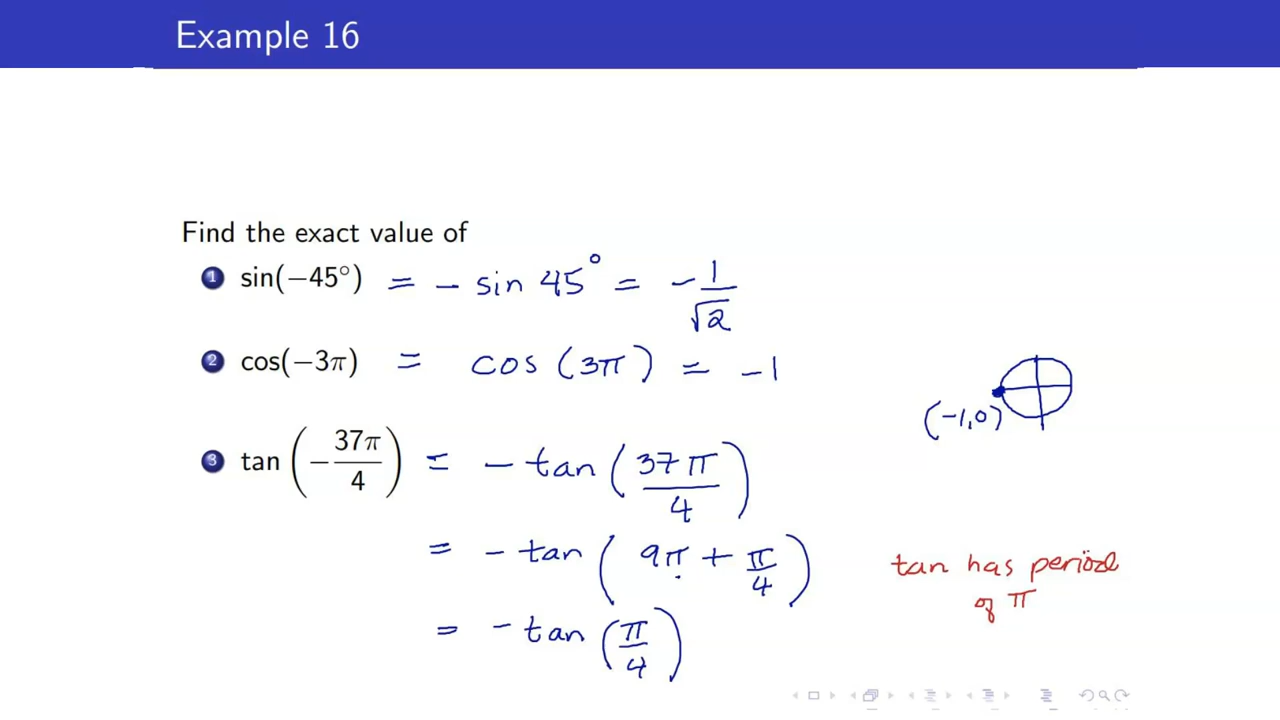 Example 16
Find the exact value of
1 sin(−45°) = − sin 45° = −1/√2
2 cos(−3π) = cos (3π) = −1
(−1,0)
3 tan(−37π/4) = − tan(37π/4)
= − tan(9π + π/4)
tan has period
of π
= − tan(π/4)